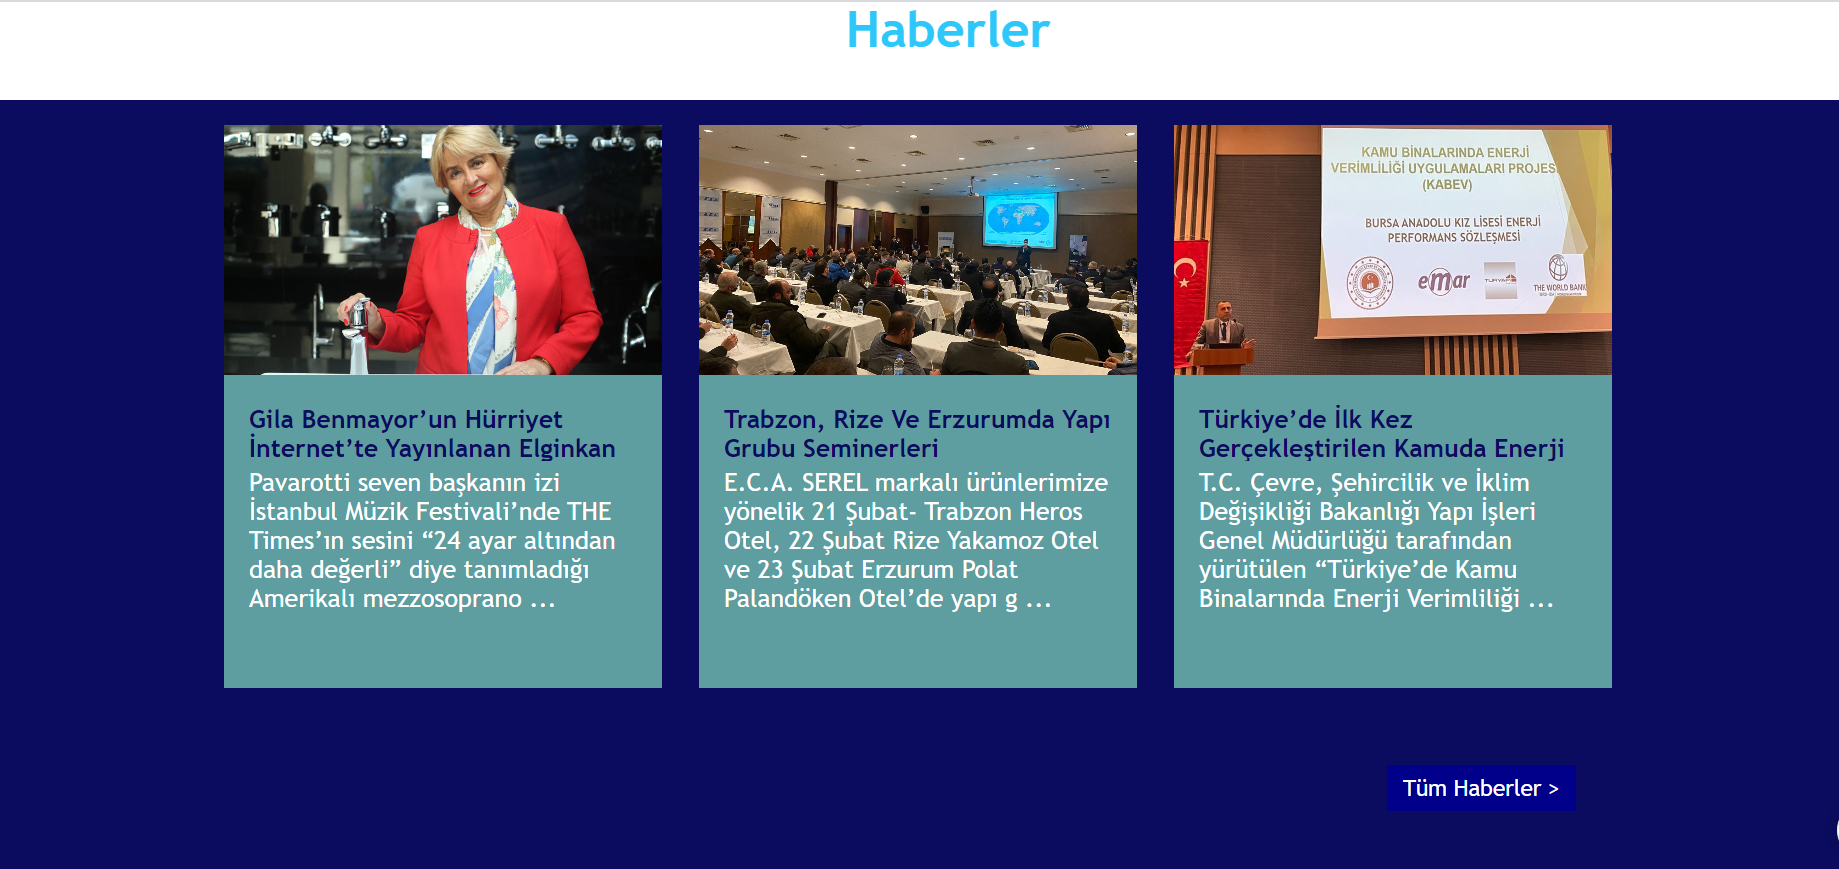 Haberler
KAMU BİNALARINDA ENERJİ
VERİMLİLİĞİ UYGULAMALARI PROJES
(KABEV)
BURSA ANADOLU KIZ LİSESİ ENERJİ
PERFORMANS SÖZLEŞMESİ
emar
THE WORLD BANK
Gila Benmayor’un Hürriyet
İnternet’te Yayınlanan Elginkan
Pavarotti seven başkanın izi
İstanbul Müzik Festivali’nde THE
Times’ın sesini “24 ayar altından
daha değerli” diye tanımladığı
Amerikalı mezzosoprano ...
Trabzon, Rize Ve Erzurumda Yapı
Grubu Seminerleri
E.C.A. SEREL markalı ürünlerimize
yönelik 21 Şubat- Trabzon Heros
Otel, 22 Şubat Rize Yakamoz Otel
ve 23 Şubat Erzurum Polat
Palandöken Otel’de yapı g ...
Türkiye’de İlk Kez
Gerçekleştirilen Kamuda Enerji
T.C. Çevre, Şehircilik ve İklim
Değişikliği Bakanlığı Yapı İşleri
Genel Müdürlüğü tarafından
yürütülen “Türkiye’de Kamu
Binalarında Enerji Verimliliği ...
Tüm Haberler >